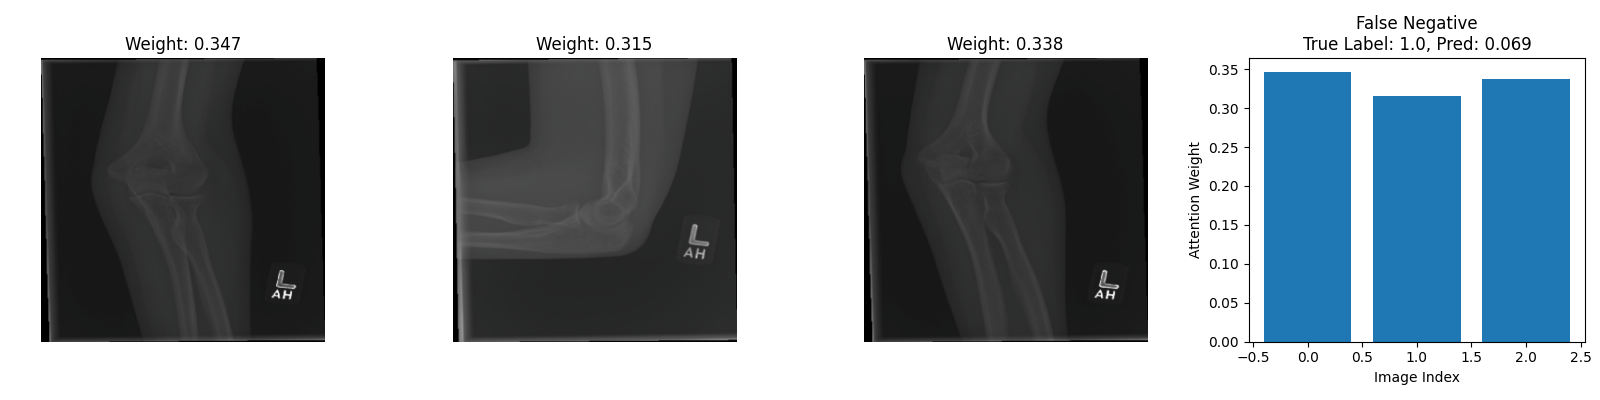 Weight: 0.347
L
AH
Weight: 0.315
L
AH
Weight: 0.338
L
AH
False Negative
True Label: 1.0, Pred: 0.069
Attention Weight
0.35
0.30
0.25
0.20
0.15
0.10
0.05
0.00
−0.5 0.0 0.5 1.0 1.5 2.0 2.5
Image Index